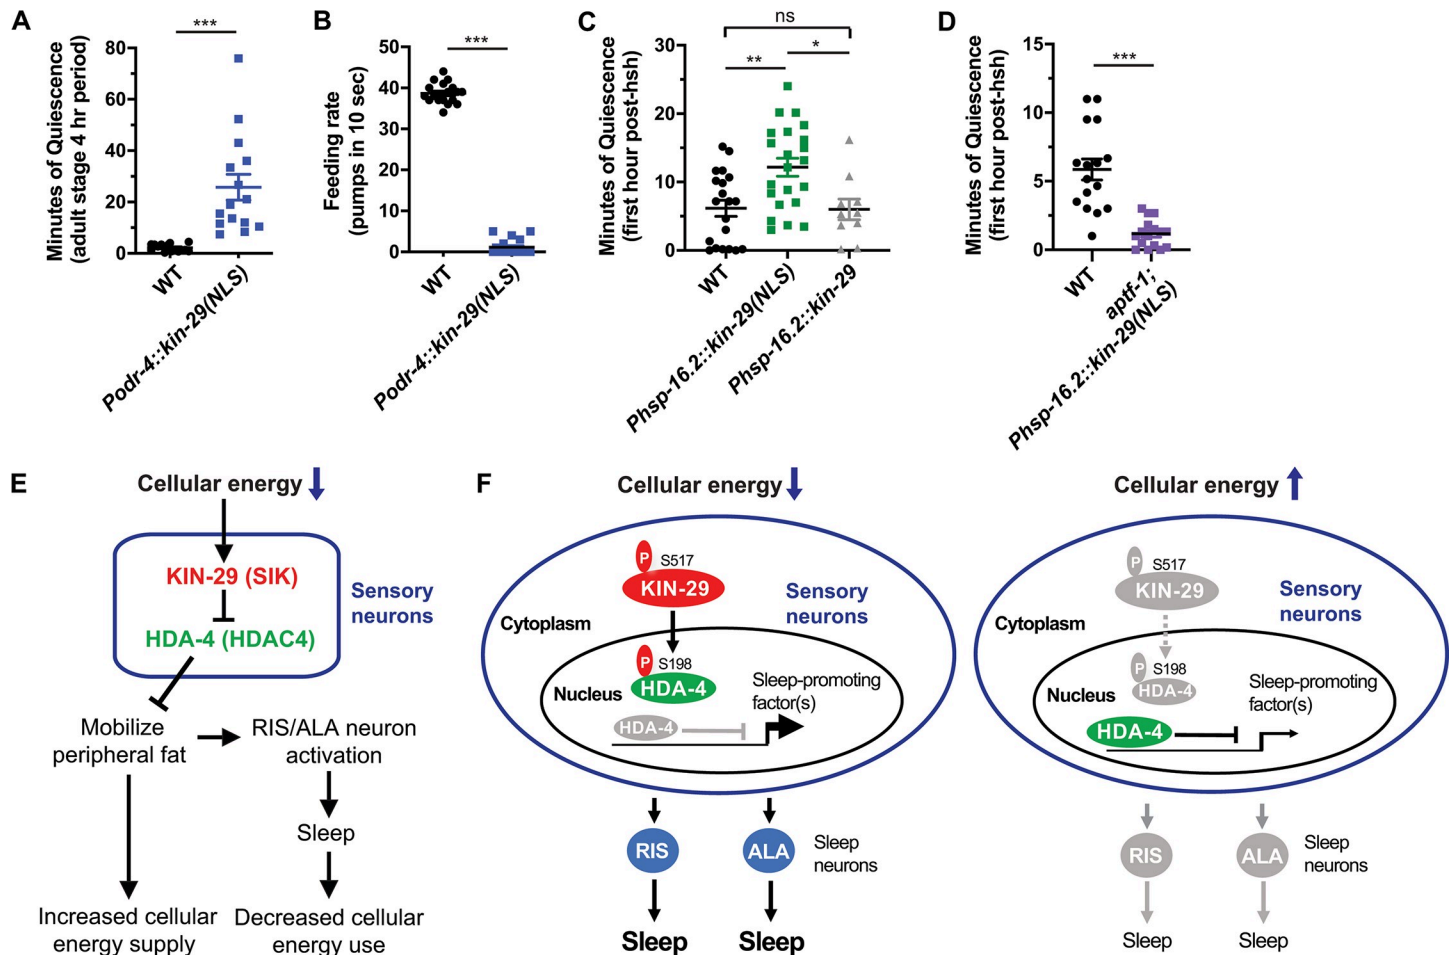 A
Minutes of Quiescence
(adult stage 4 hr period)
80
60
40
20
0
***
WT
Podr-4::kin-29(NLS)
B
Feeding rate
(pumps in 10 sec)
50
40
30
20
10
0
***
WT
Podr-4::kin-29(NLS)
C
Minutes of Quiescence
(first hour post-hsh)
30
20
10
0
ns
**
*
WT
Phsp-16.2::kin-29(NLS)
Phsp-16.2::kin-29
D
Minutes of Quiescence
(first hour post-hsh)
15
10
5
0
***
WT
aptf-1;
Phsp-16.2::kin-29(NLS)
E
Cellular energy
KIN-29 (SIK)
HDA-4 (HDAC4)
Sensory
neurons
Mobilize
peripheral fat
RIS/ALA neuron
activation
Sleep
Increased cellular
energy supply
Decreased cellular
energy use
F
Cellular energy
P
S517
KIN-29
Sensory
neurons
Cytoplasm
P
S198
HDA-4
Nucleus
Sleep-promoting
factor(s)
HDA-4
RIS
ALA
Sleep
neurons
Sleep
Sleep
Cellular energy
P
S517
KIN-29
Sensory
neurons
Cytoplasm
P
S198
HDA-4
Nucleus
Sleep-promoting
factor(s)
HDA-4
RIS
ALA
Sleep
neurons
Sleep
Sleep